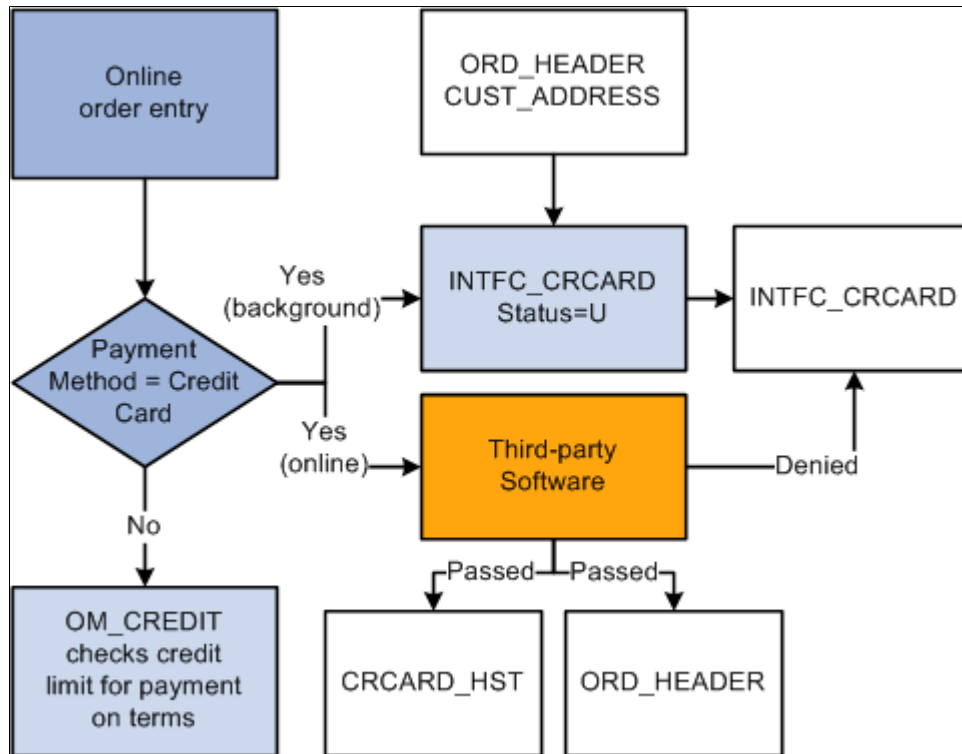 Online
order entry
ORD_HEADER
CUST_ADDRESS
Yes
(background)
INTFC_CRCARD
Status=U
INTFC_CRCARD
Payment
Method = Credit
Card
Yes
(online)
Third-party
Software
Denied
No
Passed
Passed
OM_CREDIT
checks credit
limit for payment
on terms
CRCARD_HST
ORD_HEADER